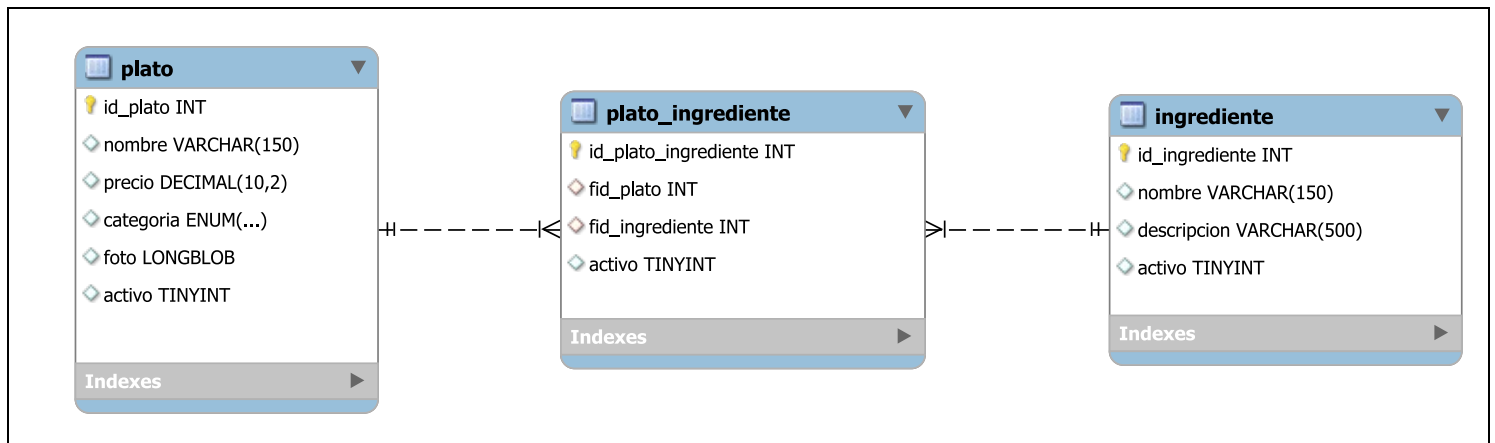 plato
id_plato INT
nombre VARCHAR(150)
precio DECIMAL(10,2)
categoria ENUM(...)
foto LONGBLOB
activo TINYINT
Indexes
plato_ingrediente
id_plato_ingrediente INT
fid_plato INT
fid_ingrediente INT
activo TINYINT
Indexes
ingrediente
id_ingrediente INT
nombre VARCHAR(150)
descripcion VARCHAR(500)
activo TINYINT
Indexes